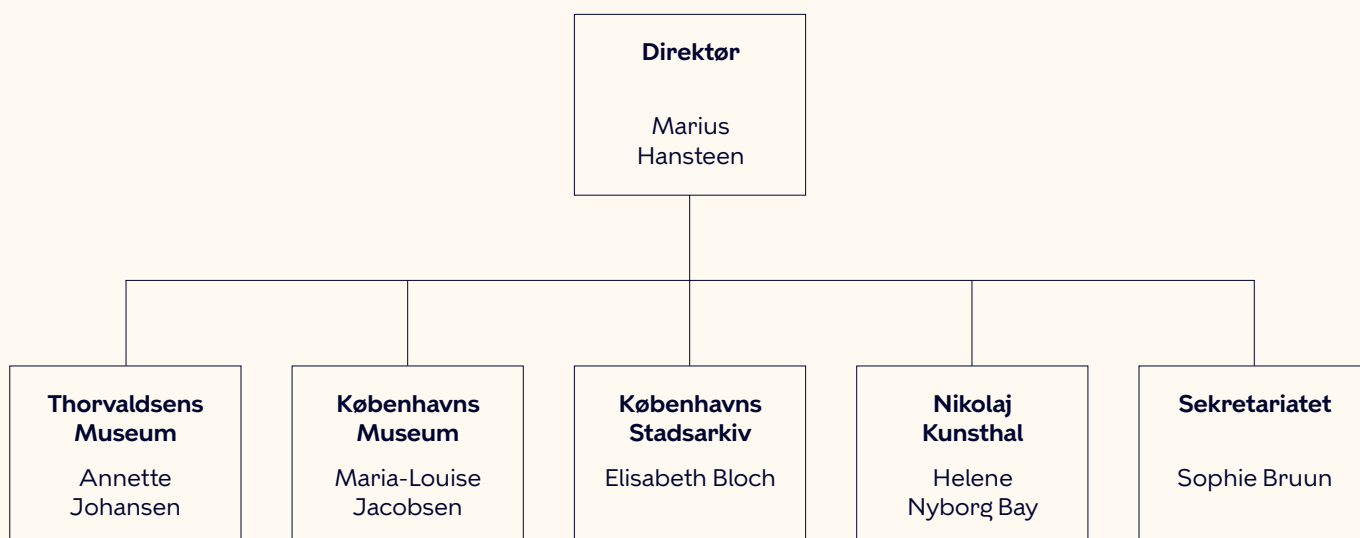 Direktør
Marius
Hansteen
Thorvaldsens
Museum
Annette
Johansen
Københavns
Museum
Maria-Louise
Jacobsen
Københavns
Stadsarkiv
Elisabeth Bloch
Nikolaj
Kunsthal
Helene
Nyborg Bay
Sekretariatet
Sophie Bruun